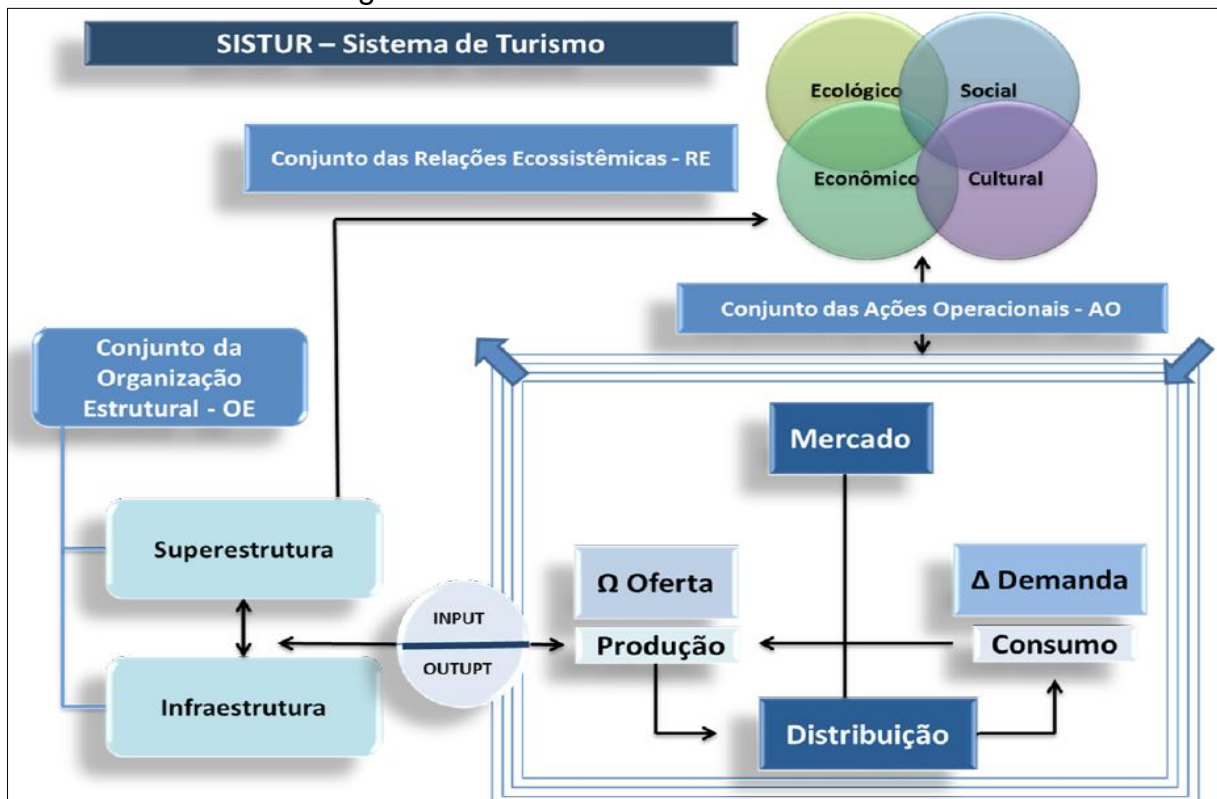 SISTUR – Sistema de Turismo
Ecológico
Social
Conjunto das Relações Ecossistêmicas - RE
Econômico
Cultural
Conjunto das Ações Operacionais - AO
Conjunto da
Organização
Estrutural - OE
Mercado
Superestrutura
Ω Oferta
Δ Demanda
INPUT
Produção
Consumo
OUTUPT
Infraestrutura
Distribuição